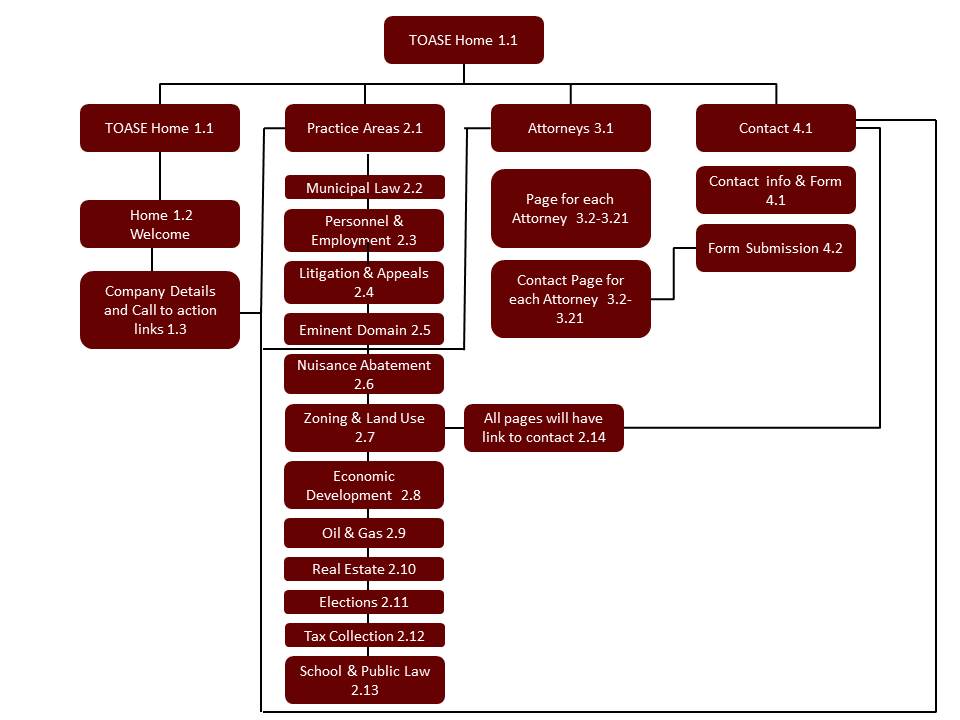 TOASE Home 1.1
TOASE Home 1.1
Practice Areas 2.1
Attorneys 3.1
Contact 4.1
Home 1.2
Welcome
Company Details
and Call to action
links 1.3
Municipal Law 2.2
Personnel &
Employment 2.3
Litigation & Appeals
2.4
Eminent Domain 2.5
Nuisance Abatement
2.6
Zoning & Land Use
2.7
Economic
Development 2.8
Oil & Gas 2.9
Real Estate 2.10
Elections 2.11
Tax Collection 2.12
School & Public Law
2.13
All pages will have
link to contact 2.14
Page for each
Attorney 3.2-3.21
Contact Page for
each Attorney 3.2-
3.21
Contact info & Form
4.1
Form Submission 4.2